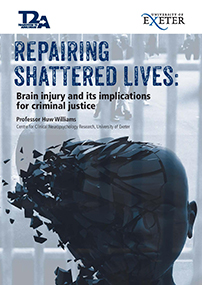 T2A
UNIVERSITY OF
EXETER
REPAIRING
SHATTERED LIVES:
Brain injury and its implications
for criminal justice
Professor Huw Williams
Centre for Clinical Neuropsychology Research, University of Exeter